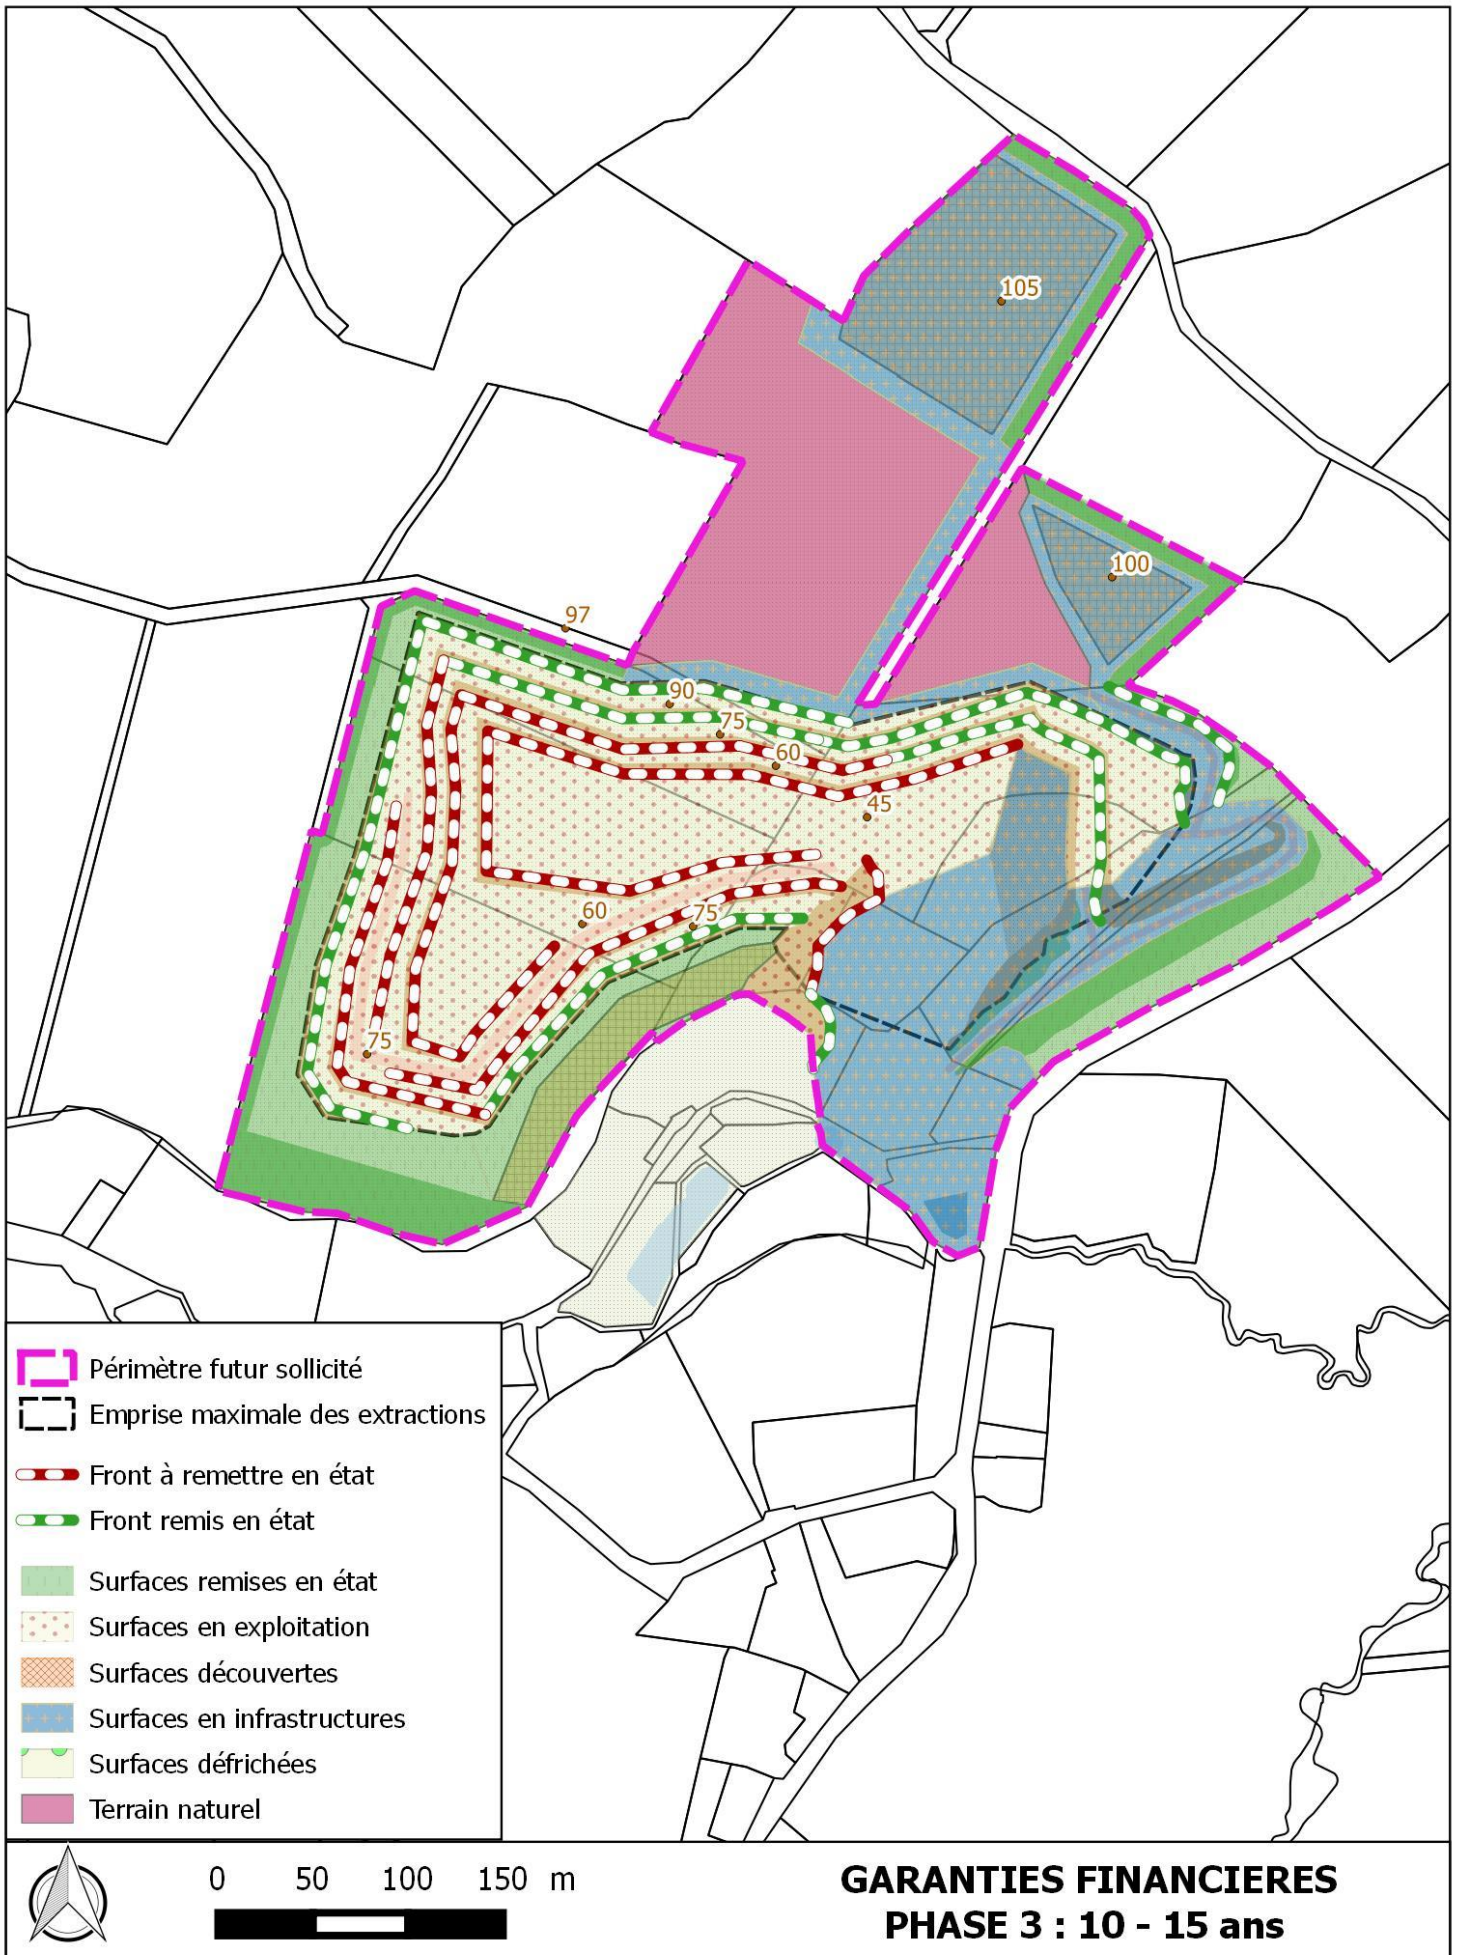 105
100
97
90
75
60
45
60
75
75
Périmètre futur sollicité
Emprise maximale des extractions
Front à remettre en état
Front remis en état
Surfaces remises en état
Surfaces en exploitation
Surfaces découvertes
Surfaces en infrastructures
Surfaces défrichées
Terrain naturel
0 50 100 150 m
GARANTIES FINANCIERES
PHASE 3 : 10 - 15 ans